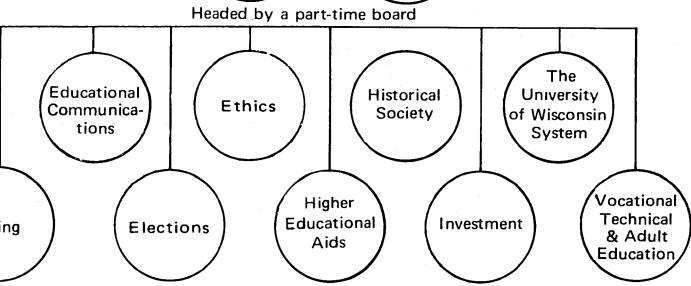 Headed by a part-time board
Educational
Communica-
tions
Ethics
Historical
Society
The
University
of Wisconsin
System
ing
Elections
Higher
Educational
Aids
Investment
Vocational
Technical
& Adult
Education